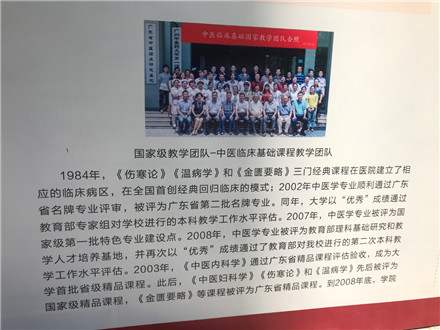 中医临床基础国家教学团队合照
国家级教学团队-中医临床基础课程教学团队
1984年，《伤寒论》《温病学》和《金匮要略》三门经典课程在医院建立了相
应的临床病区，在全国首创经典回归临床的模式；2002年中医学专业顺利通过广东
省名牌专业评审，被评为广东省第二批名牌专业。同年，大学以“优秀”成绩通过
教育部专家组对学校进行的本科教学工作水平评估。2007年，中医学专业被评为国
家级第一批特色专业建设点。2008年，中医学专业被评为教育部理科基础研究和教
学人才培养基地，并再次以“优秀”成绩通过了教育部对我校进行的第二次本科教
学工作水平评估。2003年，《中医内科学》通过广东省精品课程评估验收，成为大
学首批省级精品课程。此后，《中医妇科学》《伤寒论》和《温病学》先后被评为
国家级精品课程，《金匮要略》等课程被评为广东省精品课程。到2008年底，学院